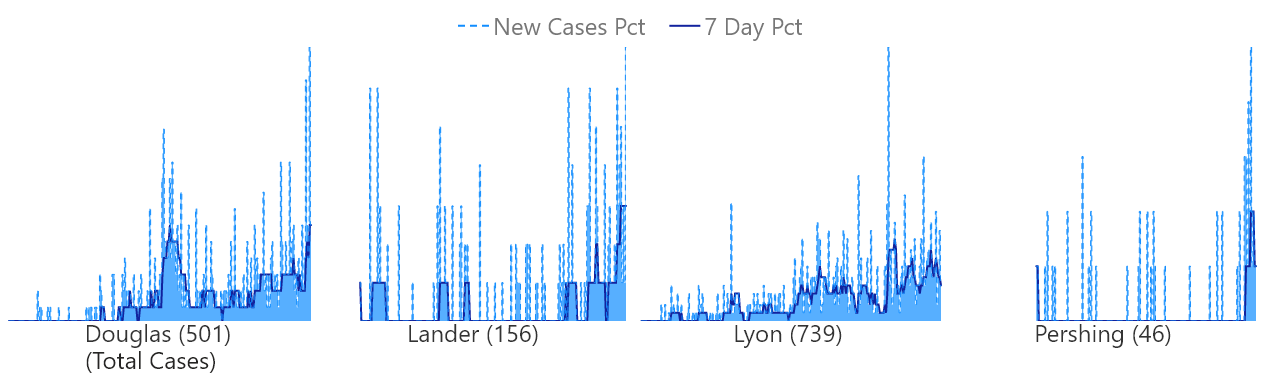 New Cases Pct 7 Day Pct
Douglas (501) Lander (156) Lyon (739) Pershing (46)
(Total Cases)